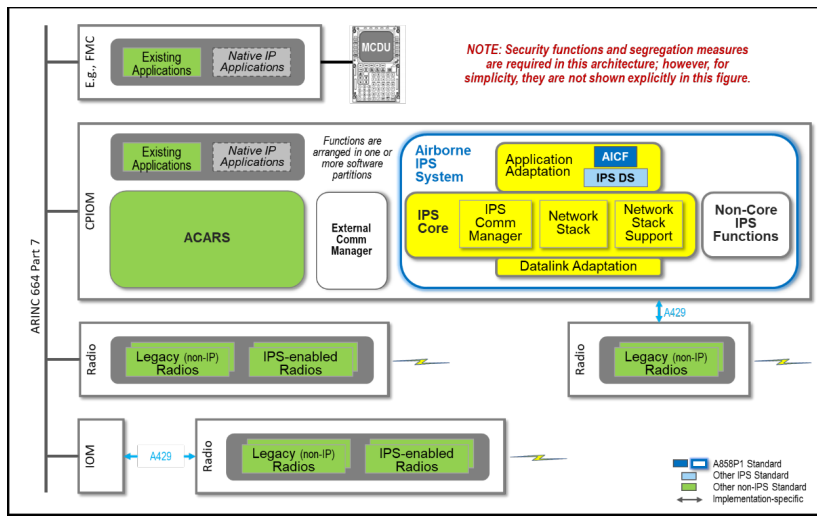 E.g., FMC
Existing
Applications
Native IP
Applications
MCDU
NOTE: Security functions and segregation measures
are required in this architecture; however, for
simplicity, they are not shown explicitly in this figure.
ARINC 664 Part 7
CPIOM
Existing
Applications
Native IP
Applications
Functions are
arranged in one or
more software
partitions
ACARS
External
Comm
Manager
Airborne
IPS
System
Application
Adaptation
AICF
IPS DS
IPS
Core
IPS
Comm
Manager
Network
Stack
Network
Stack
Support
Non-Core
IPS
Functions
Datalink Adaptation
A429
Radio
Legacy (non-IP)
Radios
IPS-enabled
Radios
Radio
Legacy (non-IP)
Radios
IOM
A429
Radio
Legacy (non-IP)
Radios
IPS-enabled
Radios
A858P1 Standard
Other IPS Standard
Other non-IPS Standard
Implementation-specific